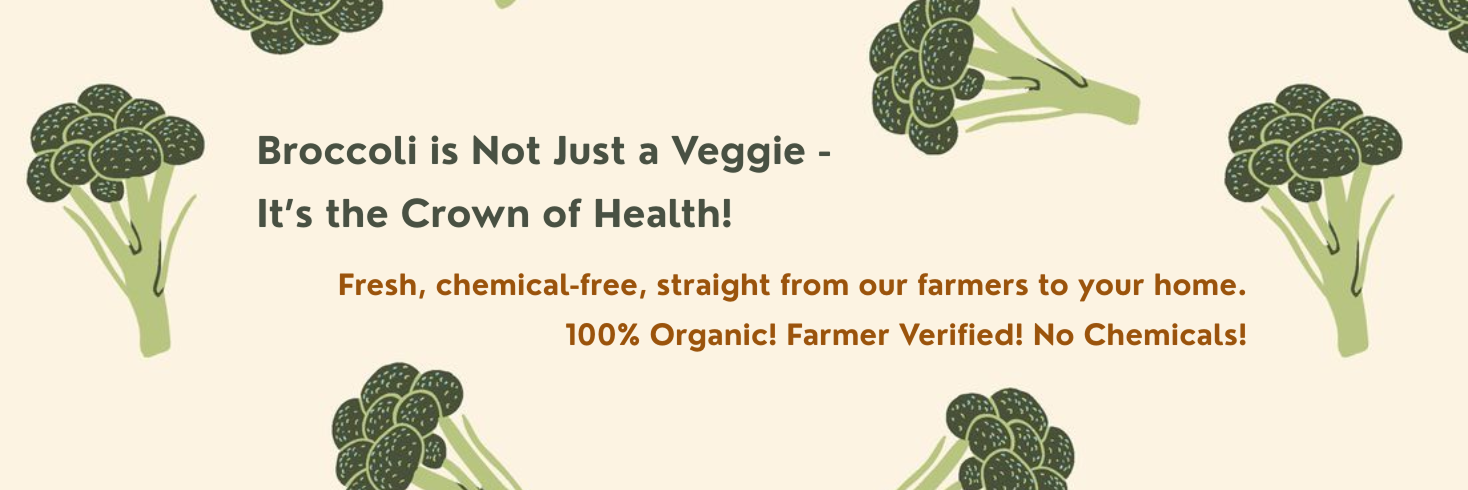 Broccoli is Not Just a Veggie -
It’s the Crown of Health!
Fresh, chemical-free, straight from our farmers to your home.
100% Organic! Farmer Verified! No Chemicals!